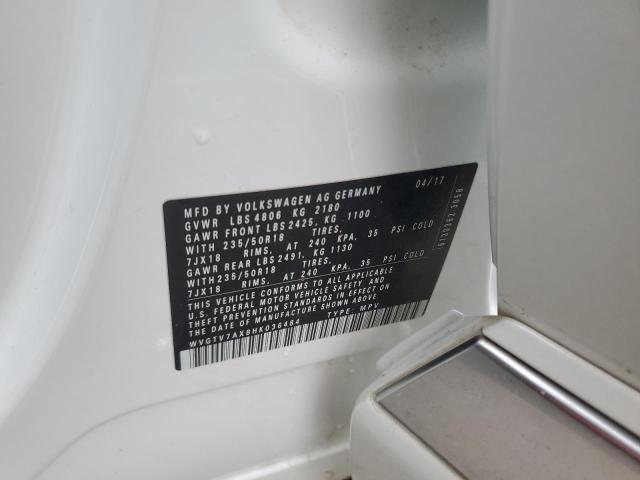 04/17
MFD BY VOLKSWAGEN AG GERMANY
GVWR LBS 4806 KG 2180
GAWR FRONT LBS 2425, KG 1100
WITH 235/50R18 TIRES.
7JX18 RIMS. AT 240 KPA. 35 PSI COLD
GAWR REAR LBS 2491, KG 1130
WITH 235/50R18 TIRES.
7JX18 RIMS. AT 240 KPA. 35 PSI COLD
THIS VEHICLE CONFORMS TO ALL APPLICABLE
U.S. FEDERAL MOTOR VEHICLE SAFETY AND
THEFT PREVENTION STANDARDS IN EFFECT ON
THE DATE OF MANUFACTURE SHOWN ABOVE.
WVGTV7AX8HK036484 TYPE: MPV